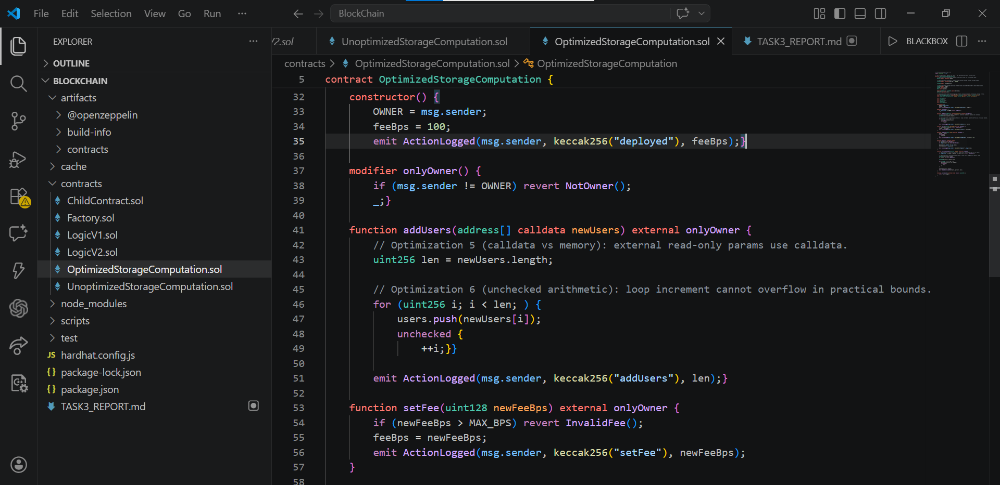 File Edit Selection View Go Run ···
BlockChain
EXPLORER
OUTLINE
BLOCKCHAIN
artifacts
@openzeppelin
build-info
contracts
cache
contracts
ChildContract.sol
Factory.sol
LogicV1.sol
LogicV2.sol
OptimizedStorageComputation.sol
UnoptimizedStorageComputation.sol
node_modules
scripts
test
JS hardhat.config.js
{} package-lock.json
{} package.json
TASK3_REPORT.md
V2.sol UnoptimizedStorageComputation.sol OptimizedStorageComputation.sol TASK3_REPORT.md BLACKBOX
contracts > OptimizedStorageComputation.sol > OptimizedStorageComputation
5 contract OptimizedStorageComputation {
32 constructor() {
33 OWNER = msg.sender;
34 feeBps = 100;
35 emit ActionLogged(msg.sender, keccak256("deployed"), feeBps);}
36
37 modifier onlyOwner() {
38 if (msg.sender != OWNER) revert NotOwner();
39 _;}
40
41 function addUsers(address[] calldata newUsers) external onlyOwner {
42 // Optimization 5 (calldata vs memory): external read-only params use calldata.
43 uint256 len = newUsers.length;
44
45 // Optimization 6 (unchecked arithmetic): loop increment cannot overflow in practical bounds.
46 for (uint256 i; i < len; ) {
47 users.push(newUsers[i]);
48 unchecked {
49 ++i;}}
50
51 emit ActionLogged(msg.sender, keccak256("addUsers"), len);}
52
53 function setFee(uint128 newFeeBps) external onlyOwner {
54 if (newFeeBps > MAX_BPS) revert InvalidFee();
55 feeBps = newFeeBps;
56 emit ActionLogged(msg.sender, keccak256("setFee"), newFeeBps);
57 }
58